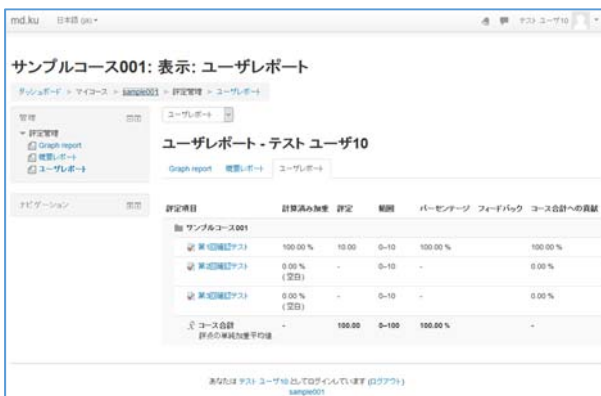 md.ku 日本語 (ja) テスト ユーザ10
サンプルコース001: 表示: ユーザレポート
ダッシュボード > マイコース > sample001 > 評定管理 > ユーザレポート
管理
評定管理
Graph report
概要レポート
ユーザレポート
ナビゲーション
ユーザレポート
ユーザレポート - テスト ユーザ10
Graph report 概要レポート ユーザレポート
評定項目 計算済み加重 評定 範囲 パーセンテージ フィードバック コース合計への貢献
サンプルコース001
第1回確認テスト 100.00 % 10.00 0–10 100.00 % 100.00 %
第2回確認テスト 0.00 % - 0–10 - 0.00 %
(空白)
第3回確認テスト 0.00 % - 0–10 - 0.00 %
(空白)
コース合計 - 100.00 0–100 100.00 % -
評点の単純加重平均値
あなたは テスト ユーザ10 としてログインしています (ログアウト)
sample001